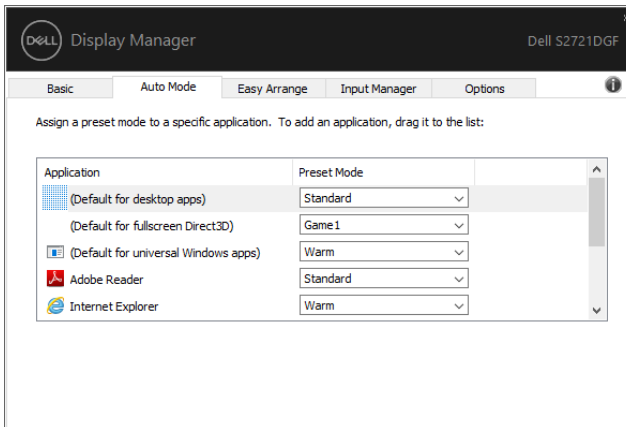 DELL Display Manager Dell S2721DGF
Basic Auto Mode Easy Arrange Input Manager Options
Assign a preset mode to a specific application. To add an application, drag it to the list:
Application Preset Mode
(Default for desktop apps) Standard
(Default for fullscreen Direct3D) Game1
(Default for universal Windows apps) Warm
Adobe Reader Standard
Internet Explorer Warm